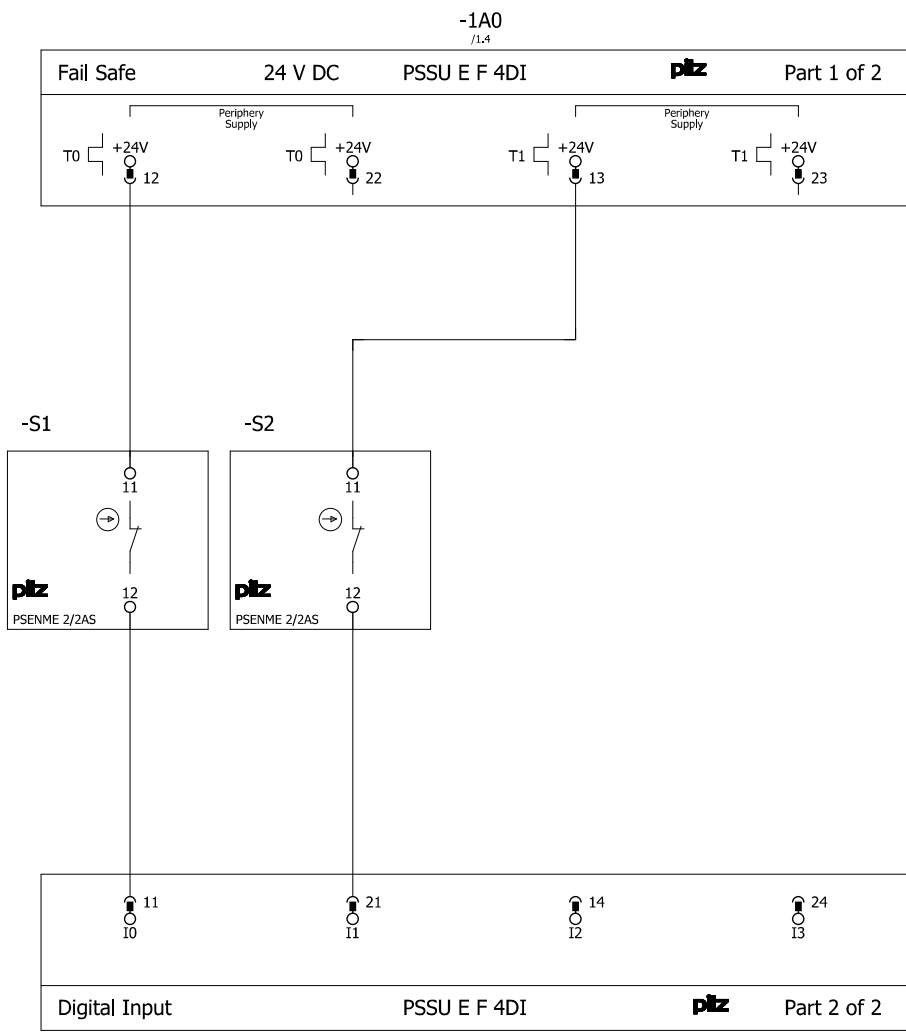 -1A0
/1.4
Fail Safe 24 V DC PSSU E F 4DI pilz Part 1 of 2
Periphery Supply Periphery Supply
T0 +24V T0 +24V T1 +24V T1 +24V
12 22 13 23
-S1 -S2
11 11
12 12
pilz pilz
PSENME 2/2AS PSENME 2/2AS
11 21 14 24
I0 I1 I2 I3
Digital Input PSSU E F 4DI pilz Part 2 of 2